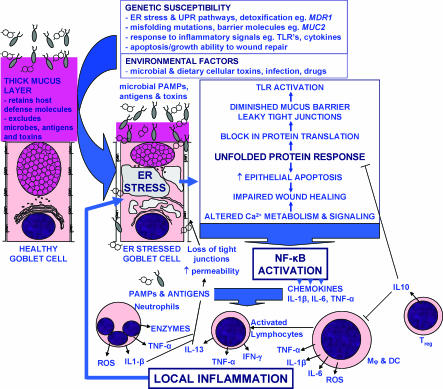 GENETIC SUSCEPTIBILITY
- ER stress & UPR pathways, detoxification eg. MDR1
- misfolding mutations, barrier molecules eg. MUC2
- response to inflammatory signals eg. TLR's, cytokines
- apoptosis/growth ability to wound repair
ENVIRONMENTAL FACTORS
- microbial & dietary cellular toxins, infection, drugs
THICK MUCUS
LAYER
- retains host
defense molecules
- excludes
microbes, antigens
and toxins
microbial PAMPs,
antigens & toxins
TLR ACTIVATION
DIMINISHED MUCUS BARRIER
LEAKY TIGHT JUNCTIONS
BLOCK IN PROTEIN TRANSLATION
UNFOLDED PROTEIN RESPONSE
↑ EPITHELIAL APOPTOSIS
IMPAIRED WOUND HEALING
ALTERED Ca²⁺ METABOLISM & SIGNALING
ER
STRESS
HEALTHY
GOBLET CELL
ER STRESSED
GOBLET CELL
Loss of tight
junctions
↑ permeability
NF-κB
ACTIVATION
CHEMOKINES
IL-1β, IL-6, TNF-α
PAMPs & ANTIGENS
Neutrophils
ENZYMES
TNF-α
ROS
IL1-β
IL-13
TNF-α
IFN-γ
Activated
Lymphocytes
TNF-α
IL-1β
IL-6
ROS
Mφ & DC
IL10
Treg
LOCAL INFLAMMATION